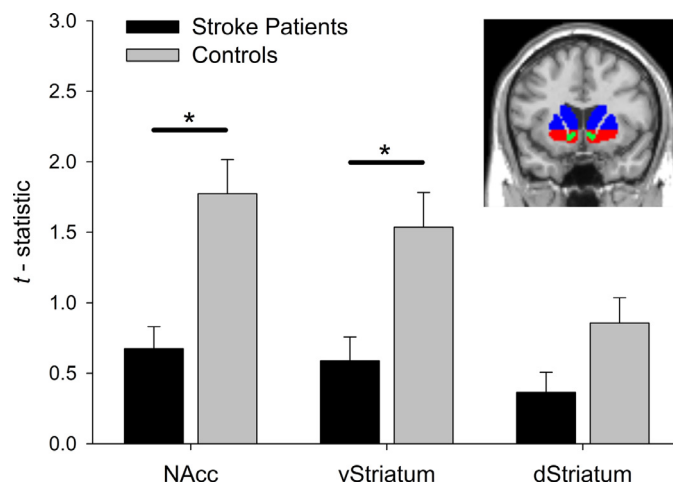 Stroke Patients
Controls
t - statistic
3.0
2.5
2.0
1.5
1.0
0.5
0.0
*
*
NAcc
vStriatum
dStriatum